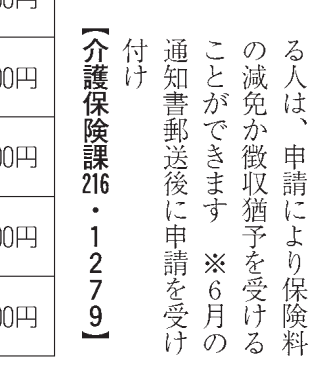 る人は、申請により保険料
の減免か徴収猶予を受ける
ことができます ※6月の
通知書郵送後に申請を受け
付け
【介護保険課216・1279】
00円
00円
00円
00円